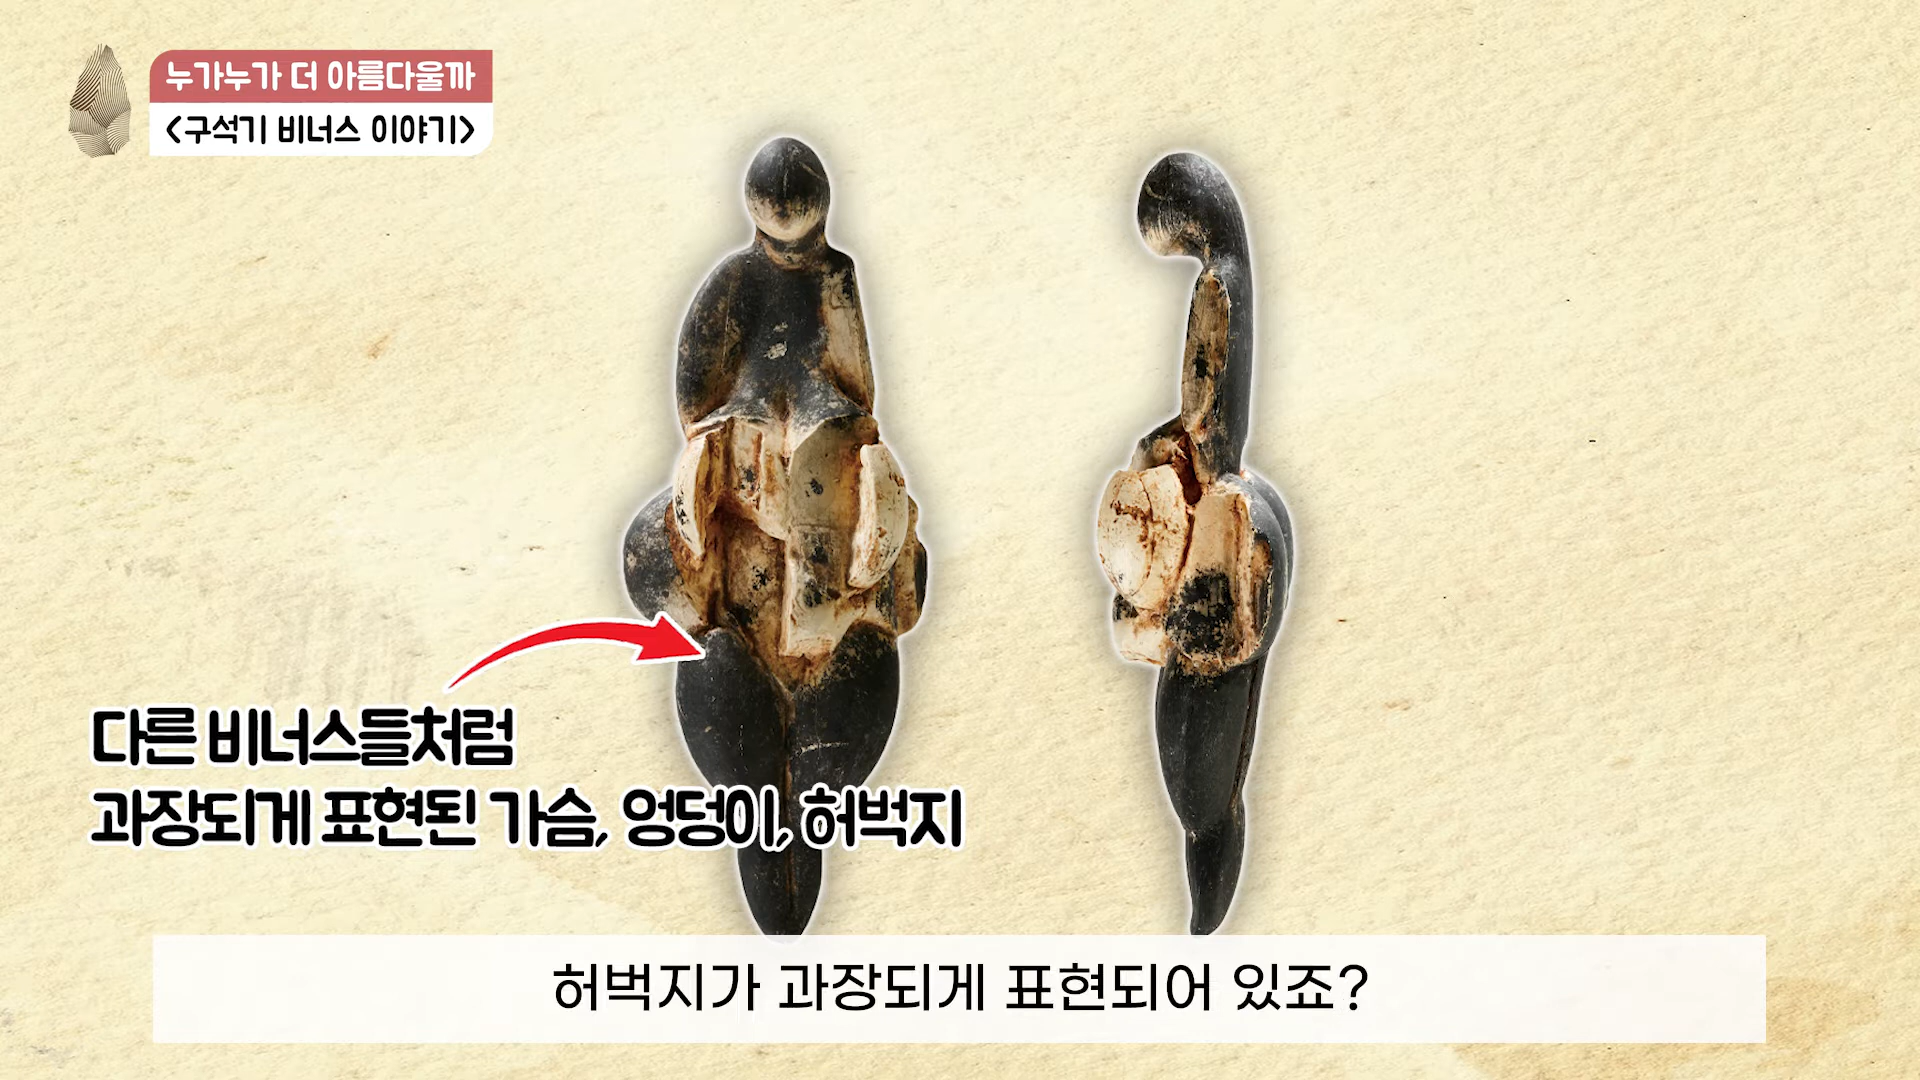 누가누가 더 아름다울까
<구석기 비너스 이야기>
다른 비너스들처럼
과장되게 표현된 가슴, 엉덩이, 허벅지
허벅지가 과장되게 표현되어 있죠?